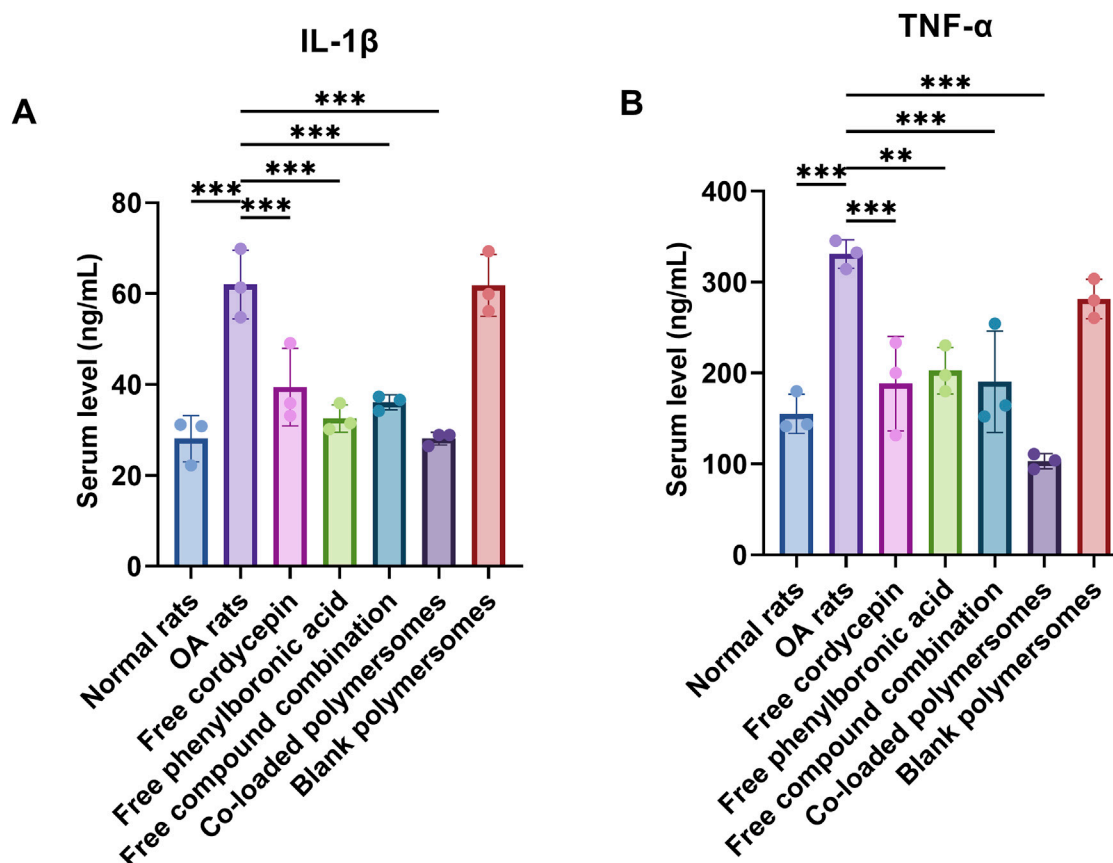 A
IL-1β
***
***
***
***
***
Serum level (ng/mL)
80
60
40
20
0
Normal rats
OA rats
Free cordycepin
Free phenylboronic acid
Free compound combination
Co-loaded polymersomes
Blank polymersomes
B
TNF-α
***
***
**
***
***
Serum level (ng/mL)
400
300
200
100
0
Normal rats
OA rats
Free cordycepin
Free phenylboronic acid
Free compound combination
Co-loaded polymersomes
Blank polymersomes